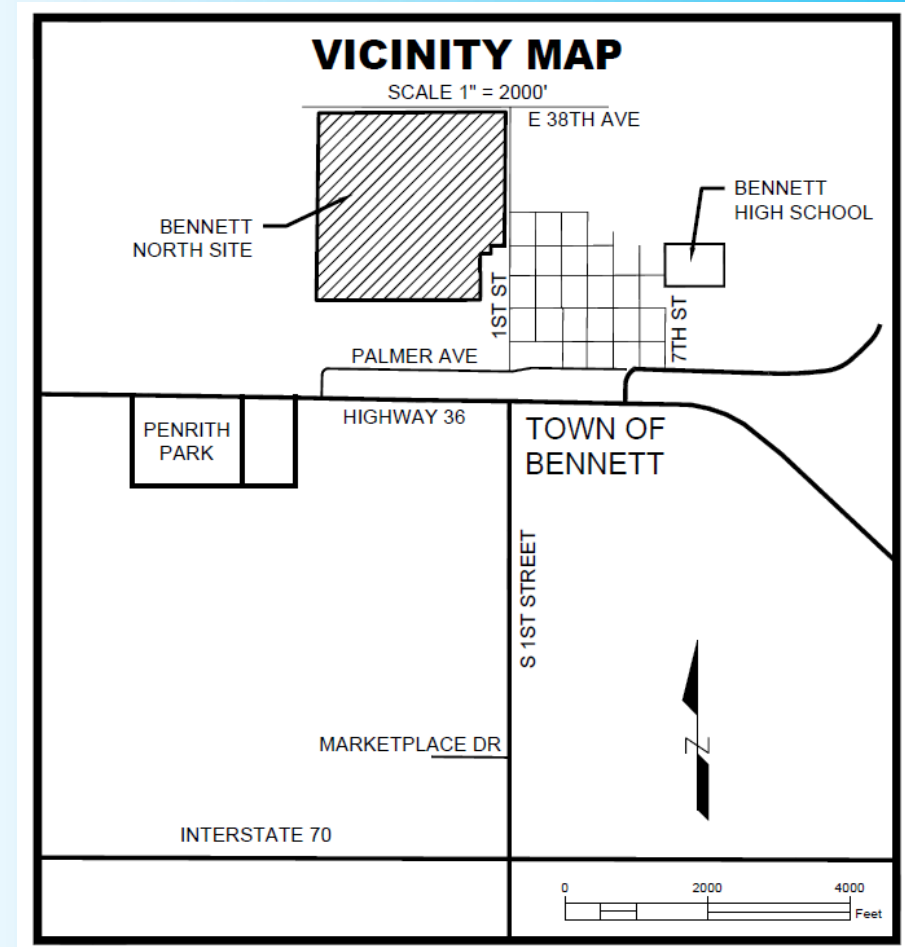 VICINITY MAP
SCALE 1" = 2000'
E 38TH AVE
BENNETT
HIGH SCHOOL
BENNETT
NORTH SITE
1ST ST
7TH ST
PALMER AVE
HIGHWAY 36
PENRITH
PARK
TOWN OF
BENNETT
S 1ST STREET
MARKETPLACE DR
N
INTERSTATE 70
0 2000 4000
Feet